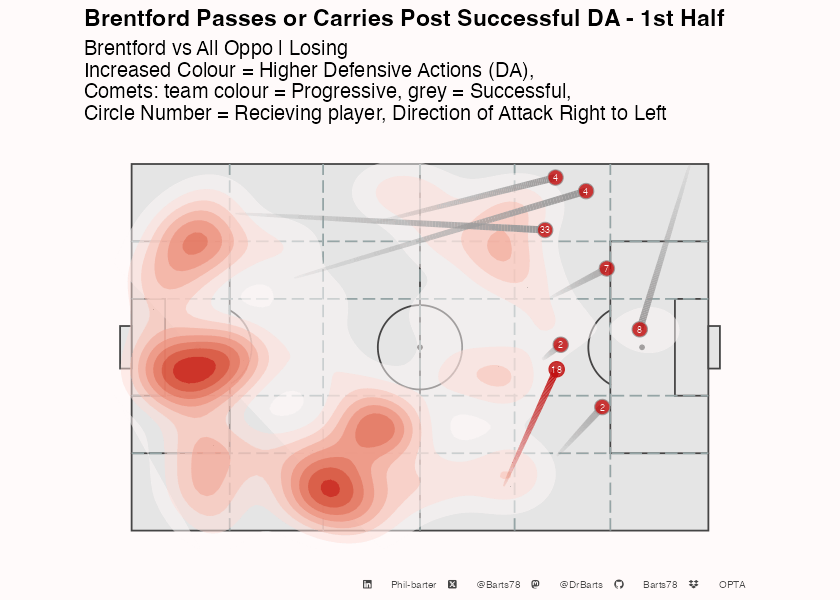 Brentford Passes or Carries Post Successful DA - 1st Half
Brentford vs All Oppo | Losing
Increased Colour = Higher Defensive Actions (DA),
Comets: team colour = Progressive, grey = Successful,
Circle Number = Recieving player, Direction of Attack Right to Left
4
4
33
7
8
2
18
2
Phil-barter @Barts78 @DrBarts Barts78 OPTA